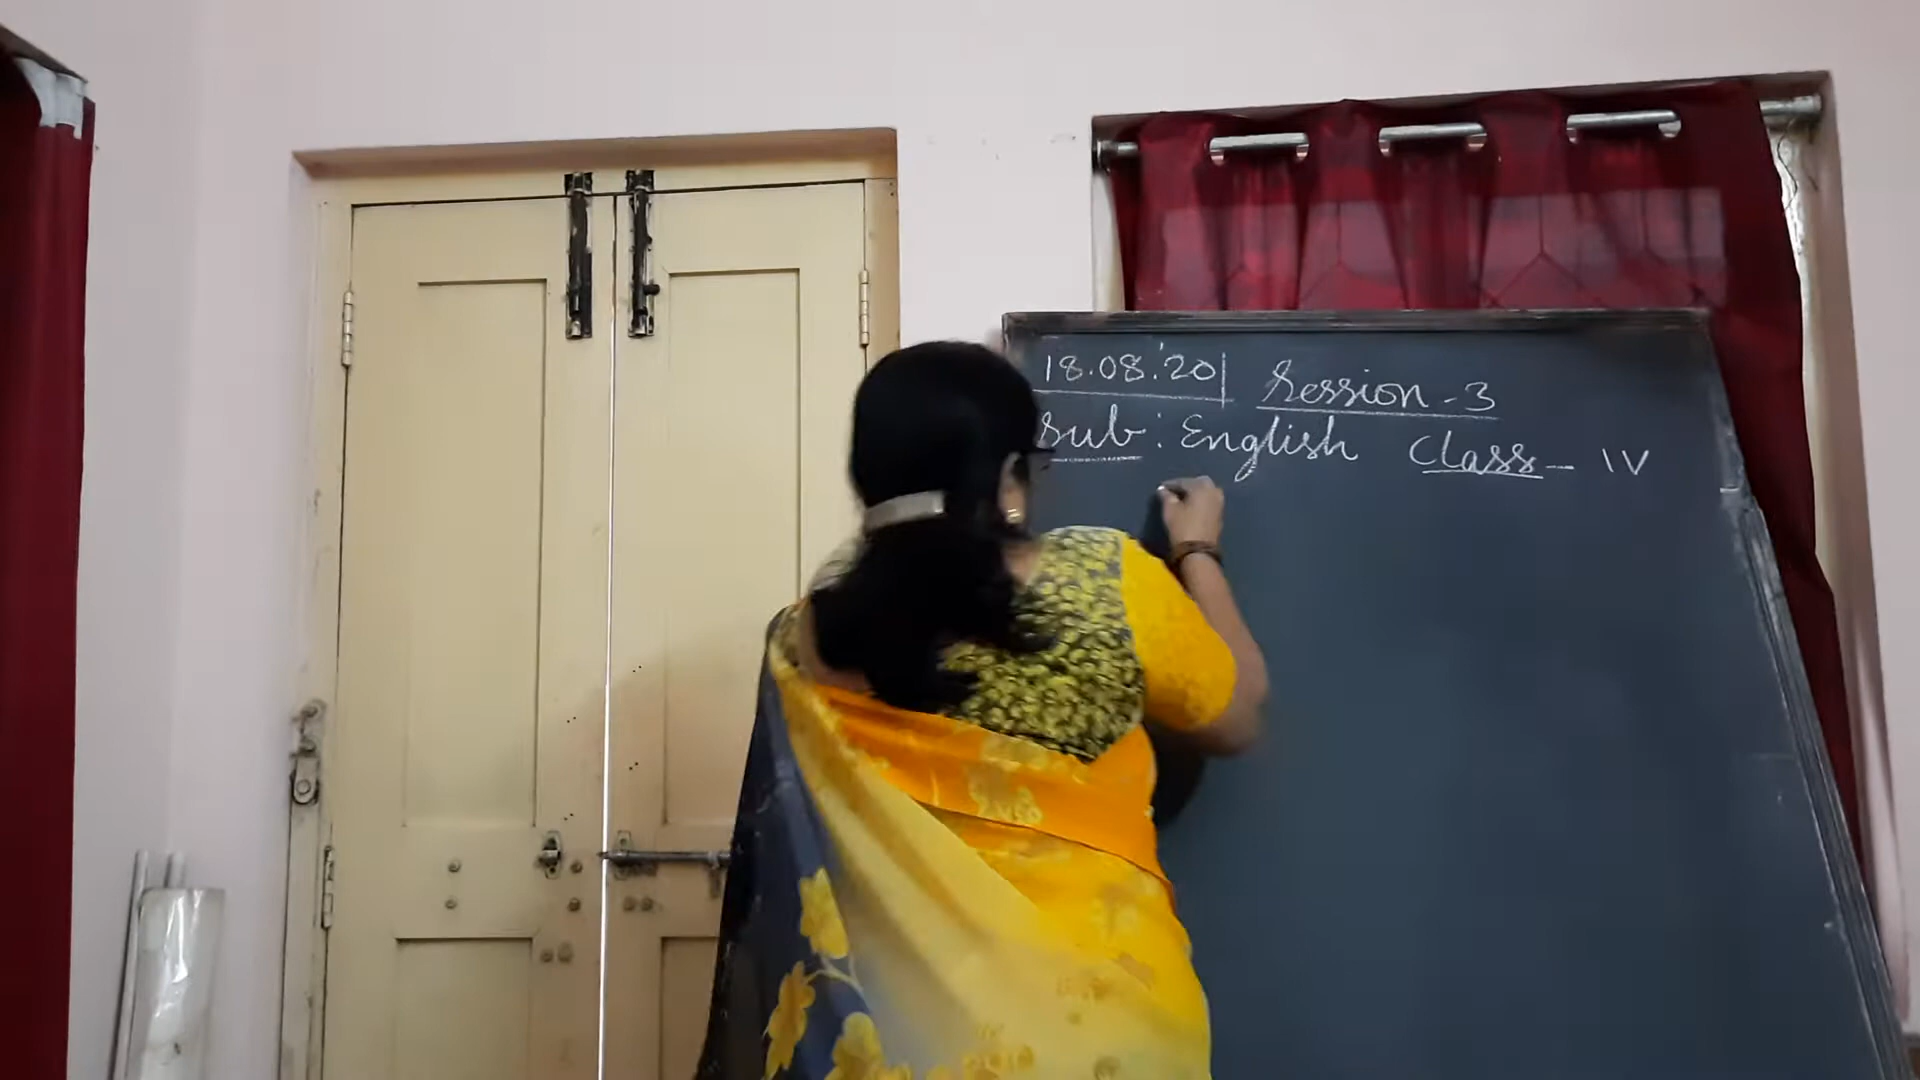 18.08.'20 Session - 3
Sub : English Class - IV